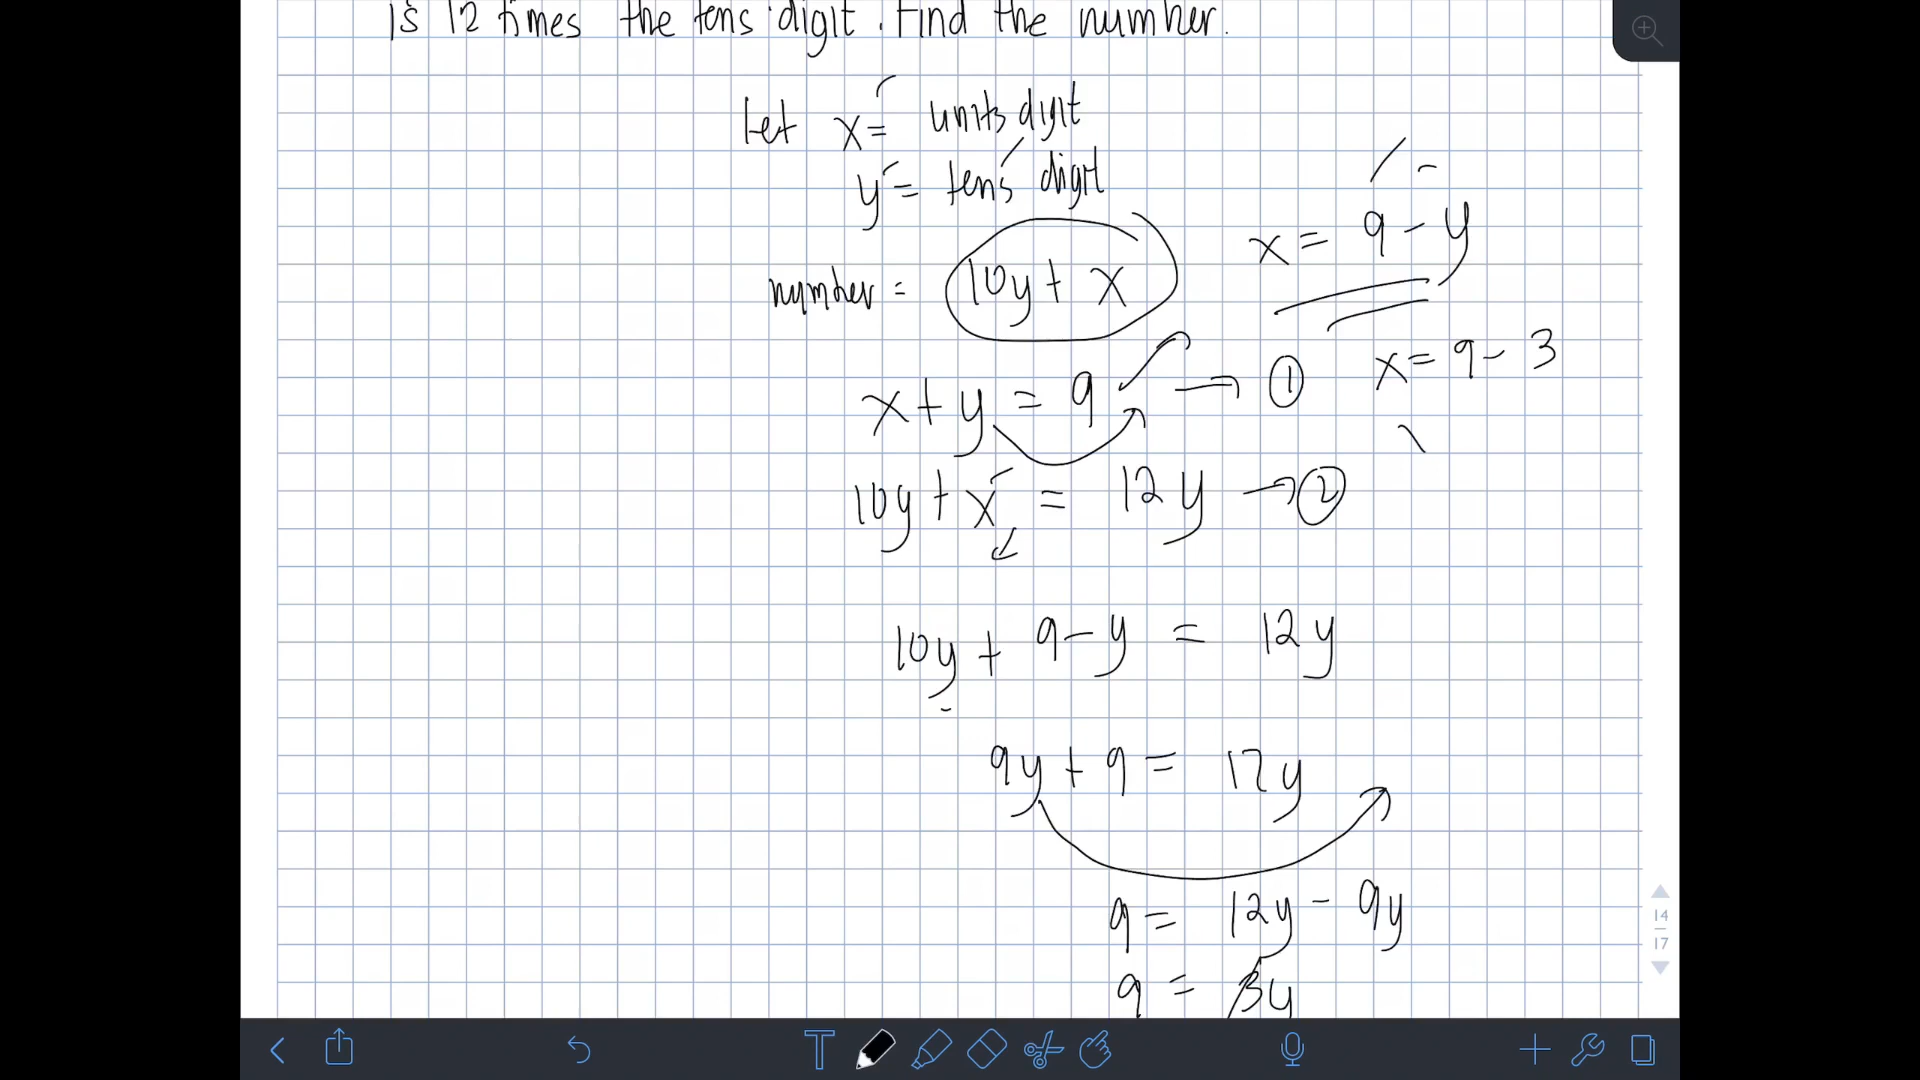 is 12 times the tens digit. Find the number.
let x = units digit
y = tens digit
x = 9 - y
number = 10y + x
x = 9 - 3
x + y = 9 → ①
10y + x = 12y → ②
10y + 9 - y = 12y
9y + 9 = 12y
9 = 12y - 9y
9 = 3y
14
17
T